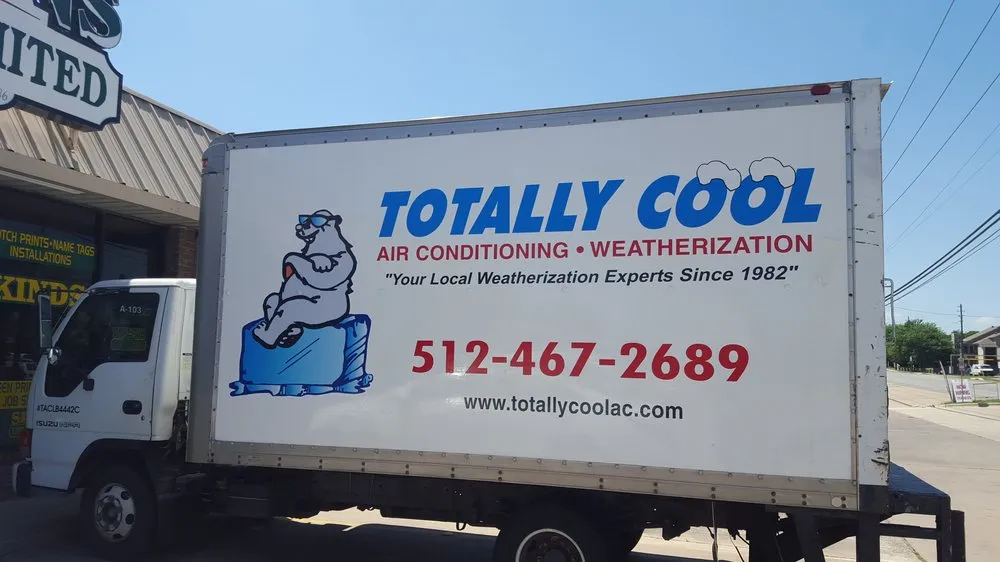 ITED
TCH PRINTS•NAME TAGS
INSTALLATIONS
KINDS
A-103
#TACLB4442C
ISUZU
TOTALLY COOL
AIR CONDITIONING • WEATHERIZATION
"Your Local Weatherization Experts Since 1982"
512-467-2689
www.totallycoolac.com